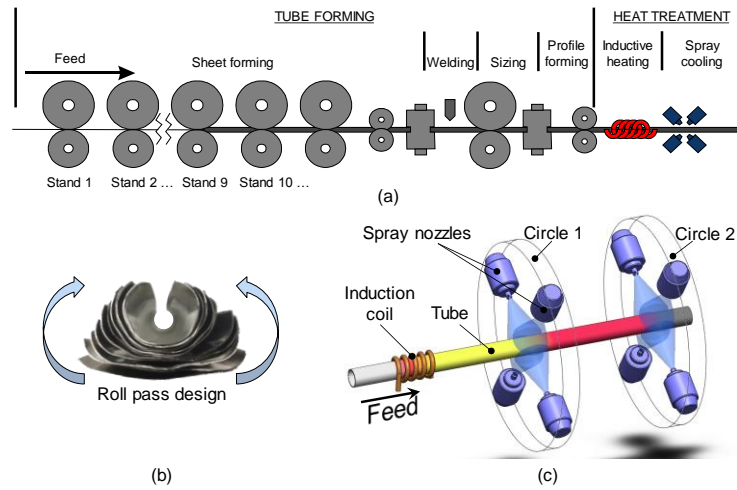 TUBE FORMING
HEAT TREATMENT
Feed
Sheet forming
Welding
Sizing
Profile
forming
Inductive
heating
Spray
cooling
Stand 1
Stand 2 ...
Stand 9
Stand 10 ...
(a)
Roll pass design
(b)
Spray nozzles
Circle 1
Circle 2
Induction
coil
Tube
Feed
(c)